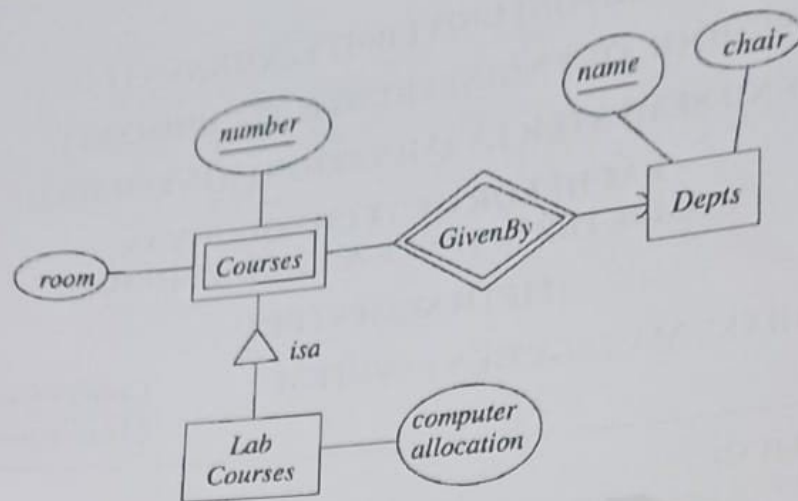 chair
name
number
Depts
GivenBy
Courses
room
isa
computer
allocation
Lab
Courses